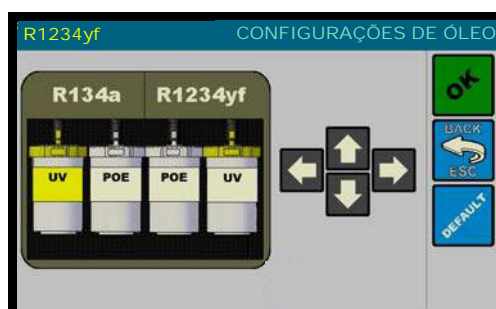 R1234yf CONFIGURAÇÕES DE ÓLEO
R134a R1234yf
UV POE POE UV
OK
BACK
ESC
DEFAULT